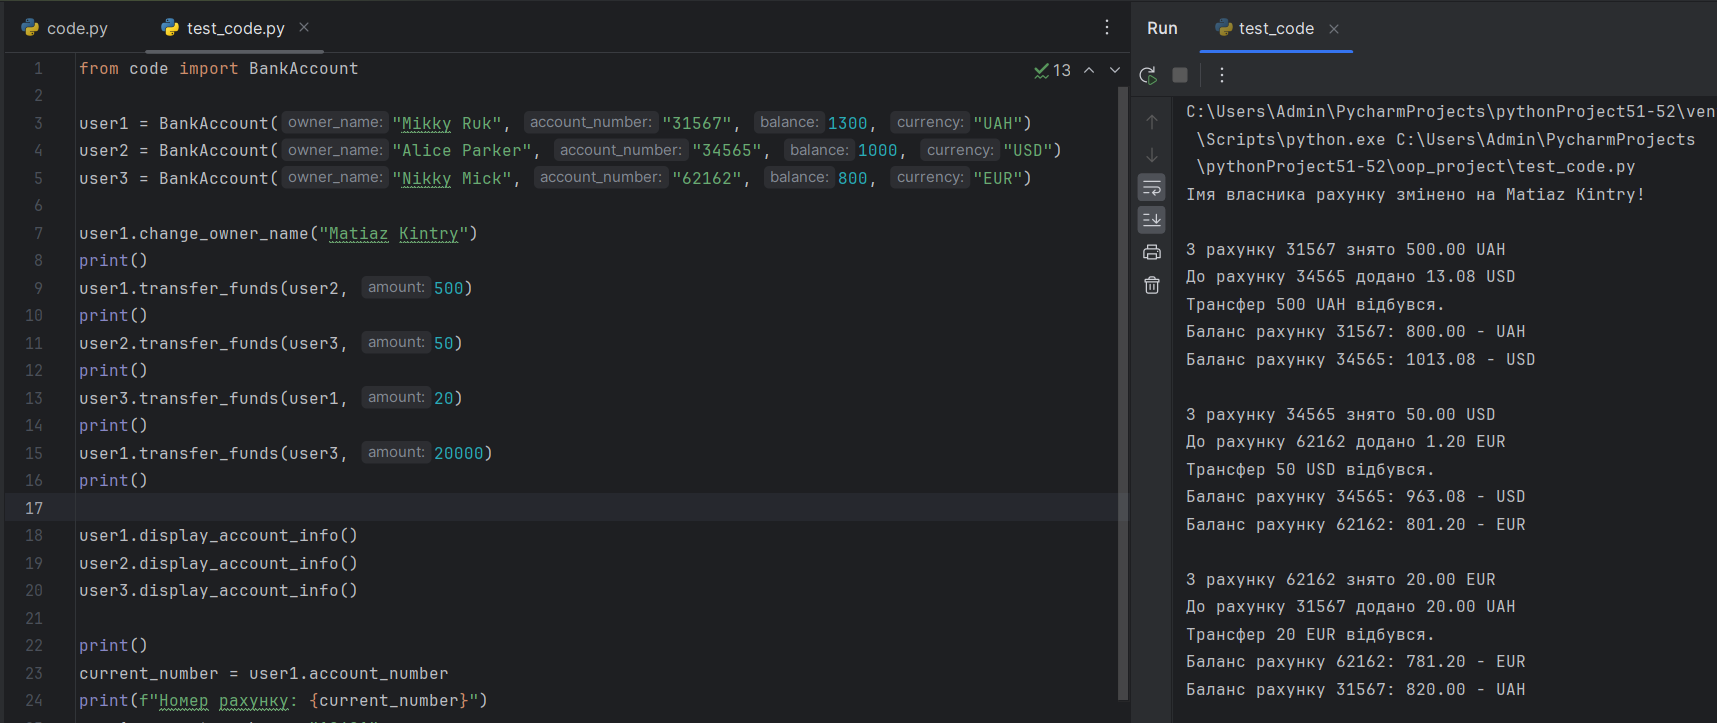 code.py test_code.py
1 from code import BankAccount 13
2
3 user1 = BankAccount( owner_name: "Mikky Ruk", account_number: "31567", balance: 1300, currency: "UAH")
4 user2 = BankAccount( owner_name: "Alice Parker", account_number: "34565", balance: 1000, currency: "USD")
5 user3 = BankAccount( owner_name: "Nikky Mick", account_number: "62162", balance: 800, currency: "EUR")
6
7 user1.change_owner_name("Matiaz Kintry")
8 print()
9 user1.transfer_funds(user2, amount: 500)
10 print()
11 user2.transfer_funds(user3, amount: 50)
12 print()
13 user3.transfer_funds(user1, amount: 20)
14 print()
15 user1.transfer_funds(user3, amount: 20000)
16 print()
17
18 user1.display_account_info()
19 user2.display_account_info()
20 user3.display_account_info()
21
22 print()
23 current_number = user1.account_number
24 print(f"Номер рахунку: {current_number}")
Run test_code
C:\Users\Admin\PycharmProjects\pythonProject51-52\ven
\Scripts\python.exe C:\Users\Admin\PycharmProjects
\pythonProject51-52\oop_project\test_code.py
Імя власника рахунку змінено на Matiaz Kintry!
З рахунку 31567 знято 500.00 UAH
До рахунку 34565 додано 13.08 USD
Трансфер 500 UAH відбувся.
Баланс рахунку 31567: 800.00 - UAH
Баланс рахунку 34565: 1013.08 - USD
З рахунку 34565 знято 50.00 USD
До рахунку 62162 додано 1.20 EUR
Трансфер 50 USD відбувся.
Баланс рахунку 34565: 963.08 - USD
Баланс рахунку 62162: 801.20 - EUR
З рахунку 62162 знято 20.00 EUR
До рахунку 31567 додано 20.00 UAH
Трансфер 20 EUR відбувся.
Баланс рахунку 62162: 781.20 - EUR
Баланс рахунку 31567: 820.00 - UAH